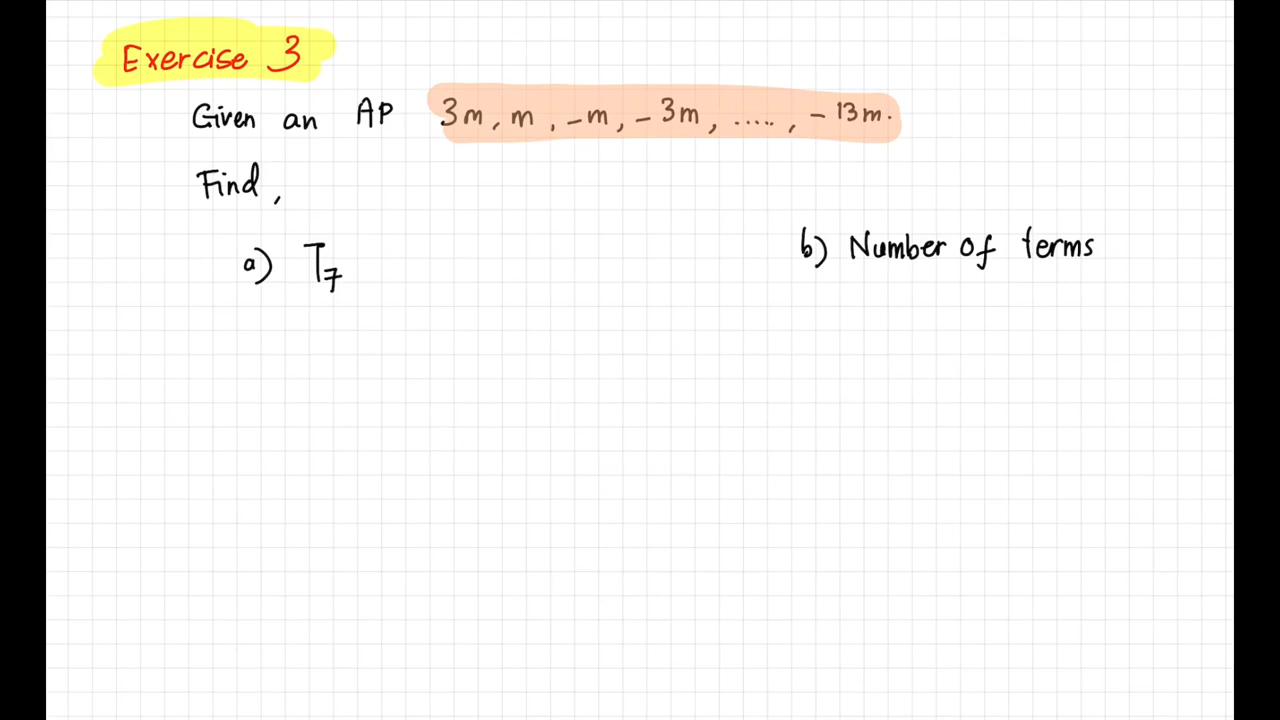 Exercise 3
Given an AP 3m, m, -m, -3m, ....., -13m.
Find,
a) T₇ b) Number of terms